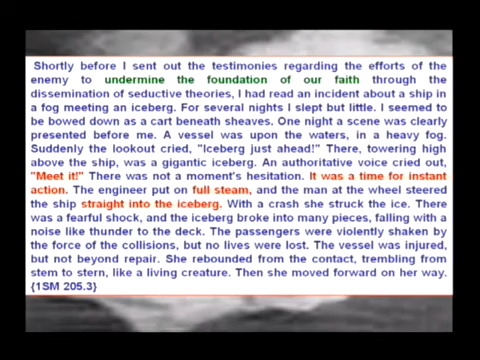 Shortly before I sent out the testimonies regarding the efforts of the
enemy to undermine the foundation of our faith through the
dissemination of seductive theories, I had read an incident about a ship in
a fog meeting an iceberg. For several nights I slept but little. I seemed to
be bowed down as a cart beneath sheaves. One night a scene was clearly
presented before me. A vessel was upon the waters, in a heavy fog.
Suddenly the lookout cried, "Iceberg just ahead!" There, towering high
above the ship, was a gigantic iceberg. An authoritative voice cried out,
"Meet it!" There was not a moment's hesitation. It was a time for instant
action. The engineer put on full steam, and the man at the wheel steered
the ship straight into the iceberg. With a crash she struck the ice. There
was a fearful shock, and the iceberg broke into many pieces, falling with a
noise like thunder to the deck. The passengers were violently shaken by
the force of the collisions, but no lives were lost. The vessel was injured,
but not beyond repair. She rebounded from the contact, trembling from
stem to stern, like a living creature. Then she moved forward on her way.
{1SM 205.3}